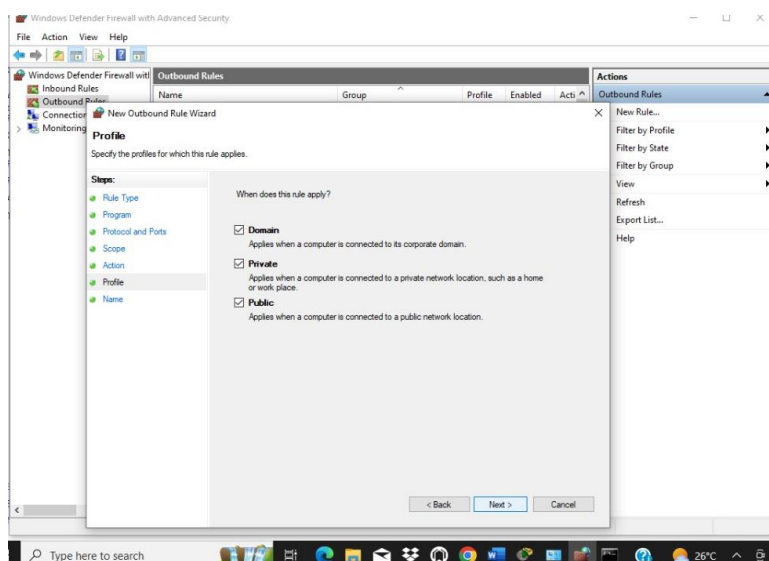 Windows Defender Firewall with Advanced Security
File Action View Help
Windows Defender Firewall witl
Inbound Rules
Outbound Rules
Connection
Monitoring
Outbound Rules
Name Group Profile Enabled Acti
Actions
Outbound Rules
New Rule...
Filter by Profile
Filter by State
Filter by Group
View
Refresh
Export List...
Help
New Outbound Rule Wizard
Profile
Specify the profiles for which this rule applies.
Steps:
Rule Type
Program
Protocol and Ports
Scope
Action
Profile
Name
When does this rule apply?
Domain
Applies when a computer is connected to its corporate domain.
Private
Applies when a computer is connected to a private network location, such as a home
or work place.
Public
Applies when a computer is connected to a public network location.
< Back Next > Cancel
Type here to search
26°C